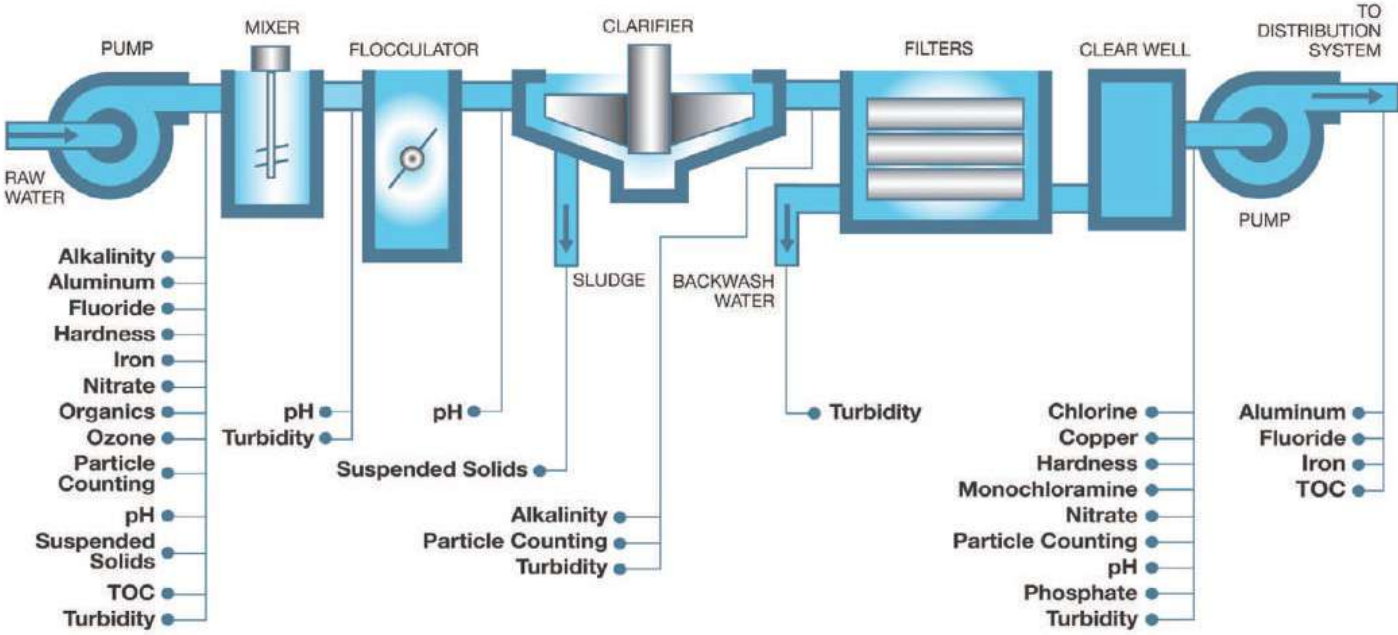 PUMP
MIXER
FLOCCULATOR
CLARIFIER
FILTERS
CLEAR WELL
TO
DISTRIBUTION
SYSTEM
RAW
WATER
SLUDGE
BACKWASH
WATER
PUMP
Alkalinity
Aluminum
Fluoride
Hardness
Iron
Nitrate
Organics
Ozone
Particle
Counting
pH
Suspended
Solids
TOC
Turbidity
pH
Turbidity
pH
Suspended Solids
Alkalinity
Particle Counting
Turbidity
Turbidity
Chlorine
Copper
Hardness
Monochloramine
Nitrate
Particle Counting
pH
Phosphate
Turbidity
Aluminum
Fluoride
Iron
TOC